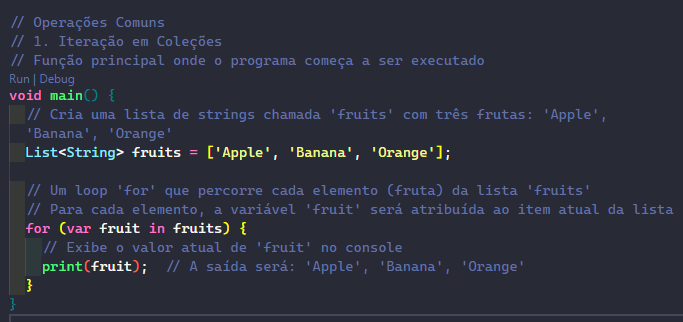 // Operações Comuns
// 1. Iteração em Coleções
// Função principal onde o programa começa a ser executado
Run | Debug
void main() {
// Cria uma lista de strings chamada 'fruits' com três frutas: 'Apple',
'Banana', 'Orange'
List<String> fruits = ['Apple', 'Banana', 'Orange'];
// Um loop 'for' que percorre cada elemento (fruta) da lista 'fruits'
// Para cada elemento, a variável 'fruit' será atribuída ao item atual da lista
for (var fruit in fruits) {
// Exibe o valor atual de 'fruit' no console
print(fruit);  // A saída será: 'Apple', 'Banana', 'Orange'
}
}